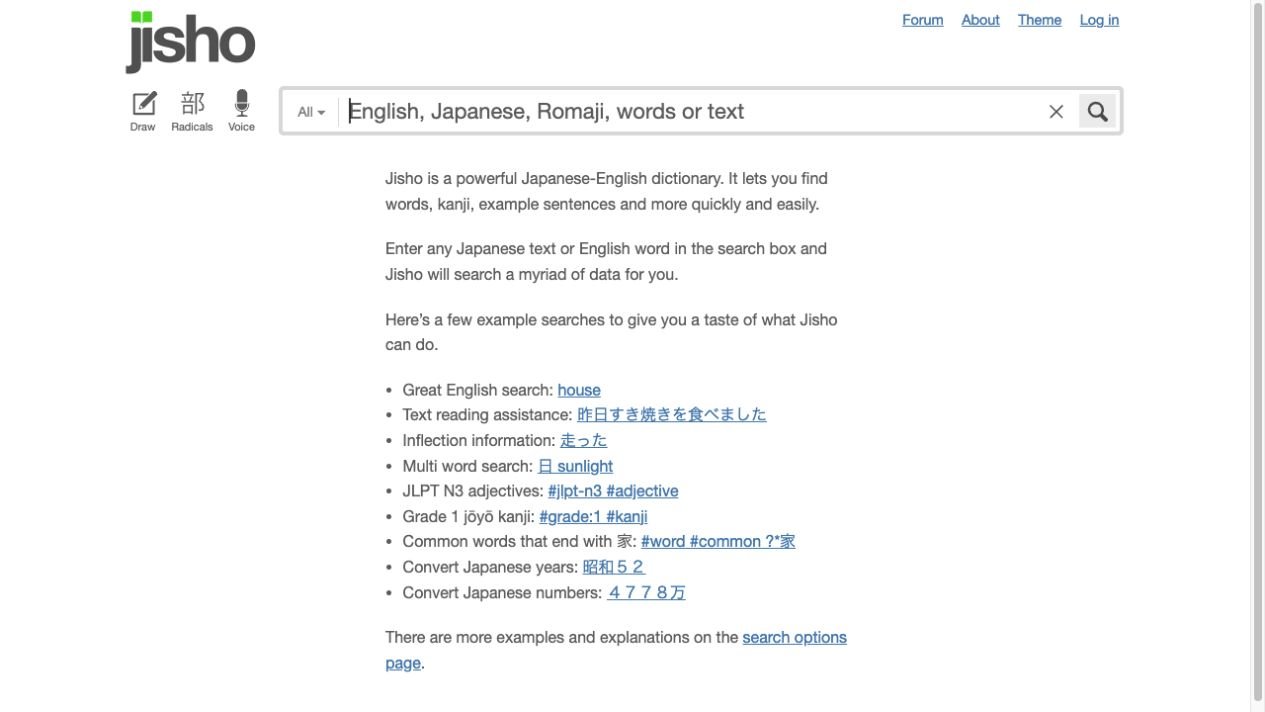 jisho
Forum About Theme Log in
Draw 部 Radicals Voice
All English, Japanese, Romaji, words or text
Jisho is a powerful Japanese-English dictionary. It lets you find
words, kanji, example sentences and more quickly and easily.
Enter any Japanese text or English word in the search box and
Jisho will search a myriad of data for you.
Here’s a few example searches to give you a taste of what Jisho
can do.
• Great English search: house
• Text reading assistance: 昨日すき焼きを食べました
• Inflection information: 走った
• Multi word search: 日 sunlight
• JLPT N3 adjectives: #jlpt-n3 #adjective
• Grade 1 jōyō kanji: #grade:1 #kanji
• Common words that end with 家: #word #common ?*家
• Convert Japanese years: 昭和５２
• Convert Japanese numbers: ４７７８万
There are more examples and explanations on the search options
page.